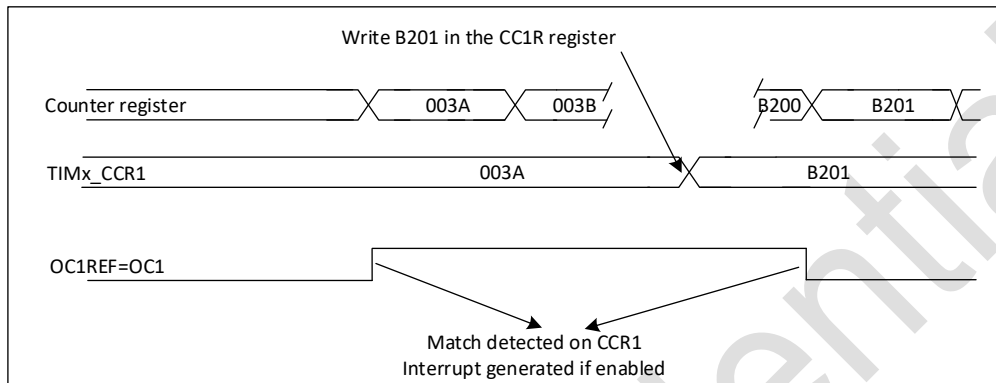 Write B201 in the CC1R register
Counter register 003A 003B B200 B201
TIMx_CCR1 003A B201
OC1REF=OC1
Match detected on CCR1
Interrupt generated if enabled